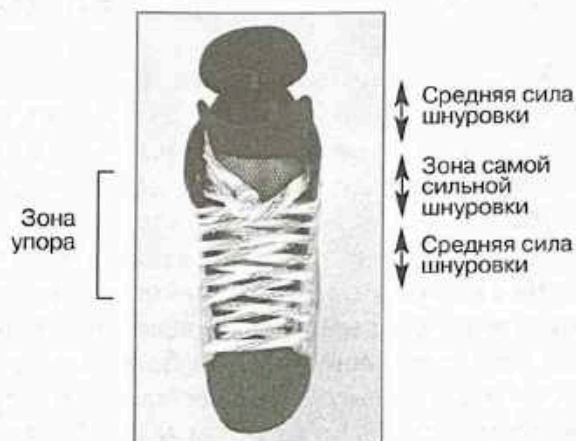 Средняя сила
шнуровки
Зона самой
сильной
шнуровки
Зона
упора
Средняя сила
шнуровки